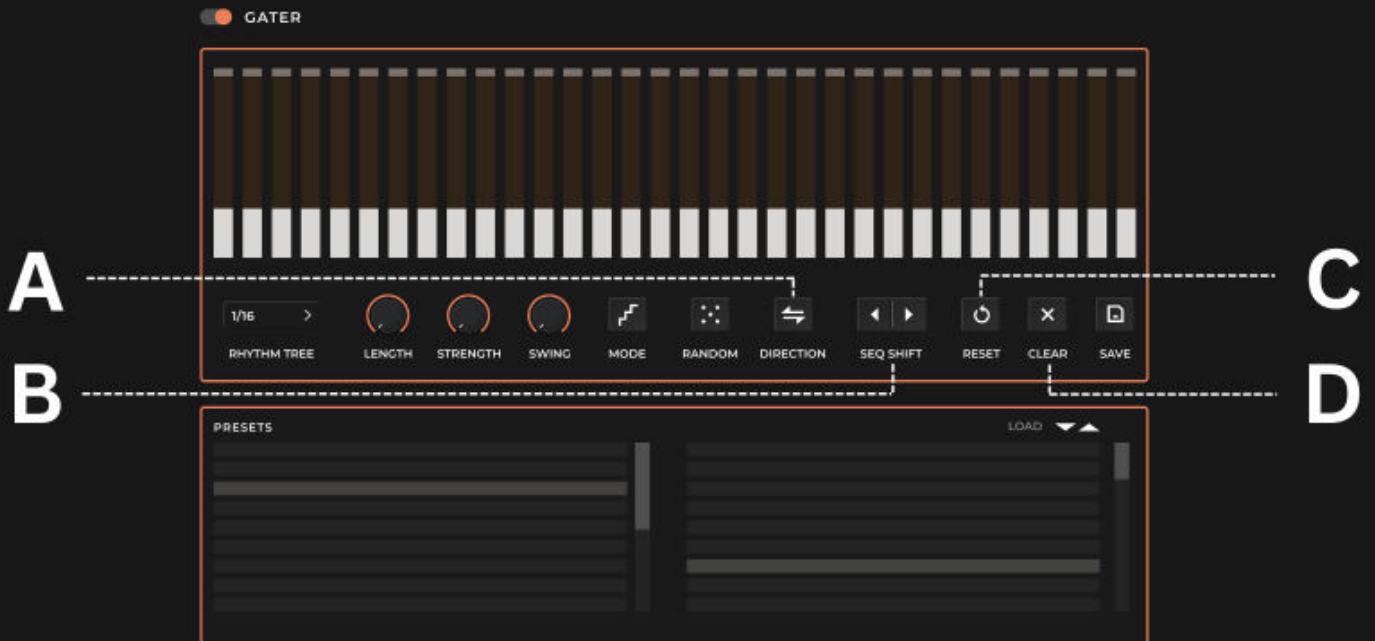 GATER
A
C
1/16
RHYTHM TREE LENGTH STRENGTH SWING MODE RANDOM DIRECTION SEQ SHIFT RESET CLEAR SAVE
B
D
PRESETS LOAD